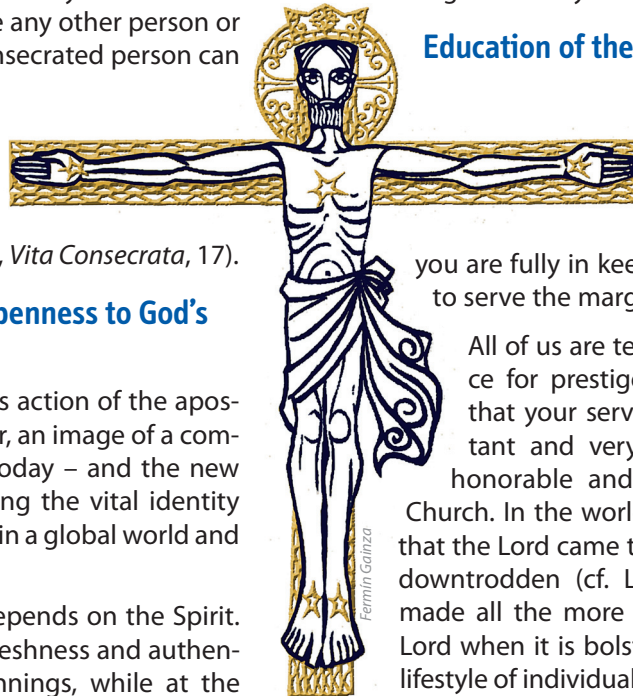 e any other person or
nsecrated person can
, Vita Consecrata, 17).
penness to God's
s action of the apos-
r, an image of a com-
oday – and the new
ng the vital identity
in a global world and
epends on the Spirit.
eshness and authen-
nnings, while at the
Fermín Gainza
Education of the
you are fully in kee
to serve the marg
All of us are te
ce for prestige
that your serv
tant and very
honorable and
Church. In the worl
that the Lord came t
downtrodden (cf. L
made all the more
Lord when it is bolst
lifestyle of individual